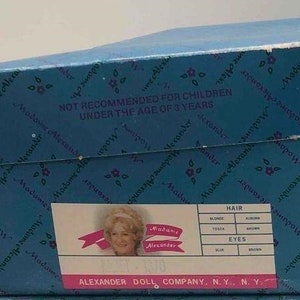 NOT RECOMMENDED FOR CHILDREN
UNDER THE AGE OF 3 YEARS
Madame
Alexander
HAIR
BLONDE AUBURN
TOSCA BROWN
EYES
BLUE BROWN
ALEXANDER DOLL COMPANY, N.Y., N.Y.